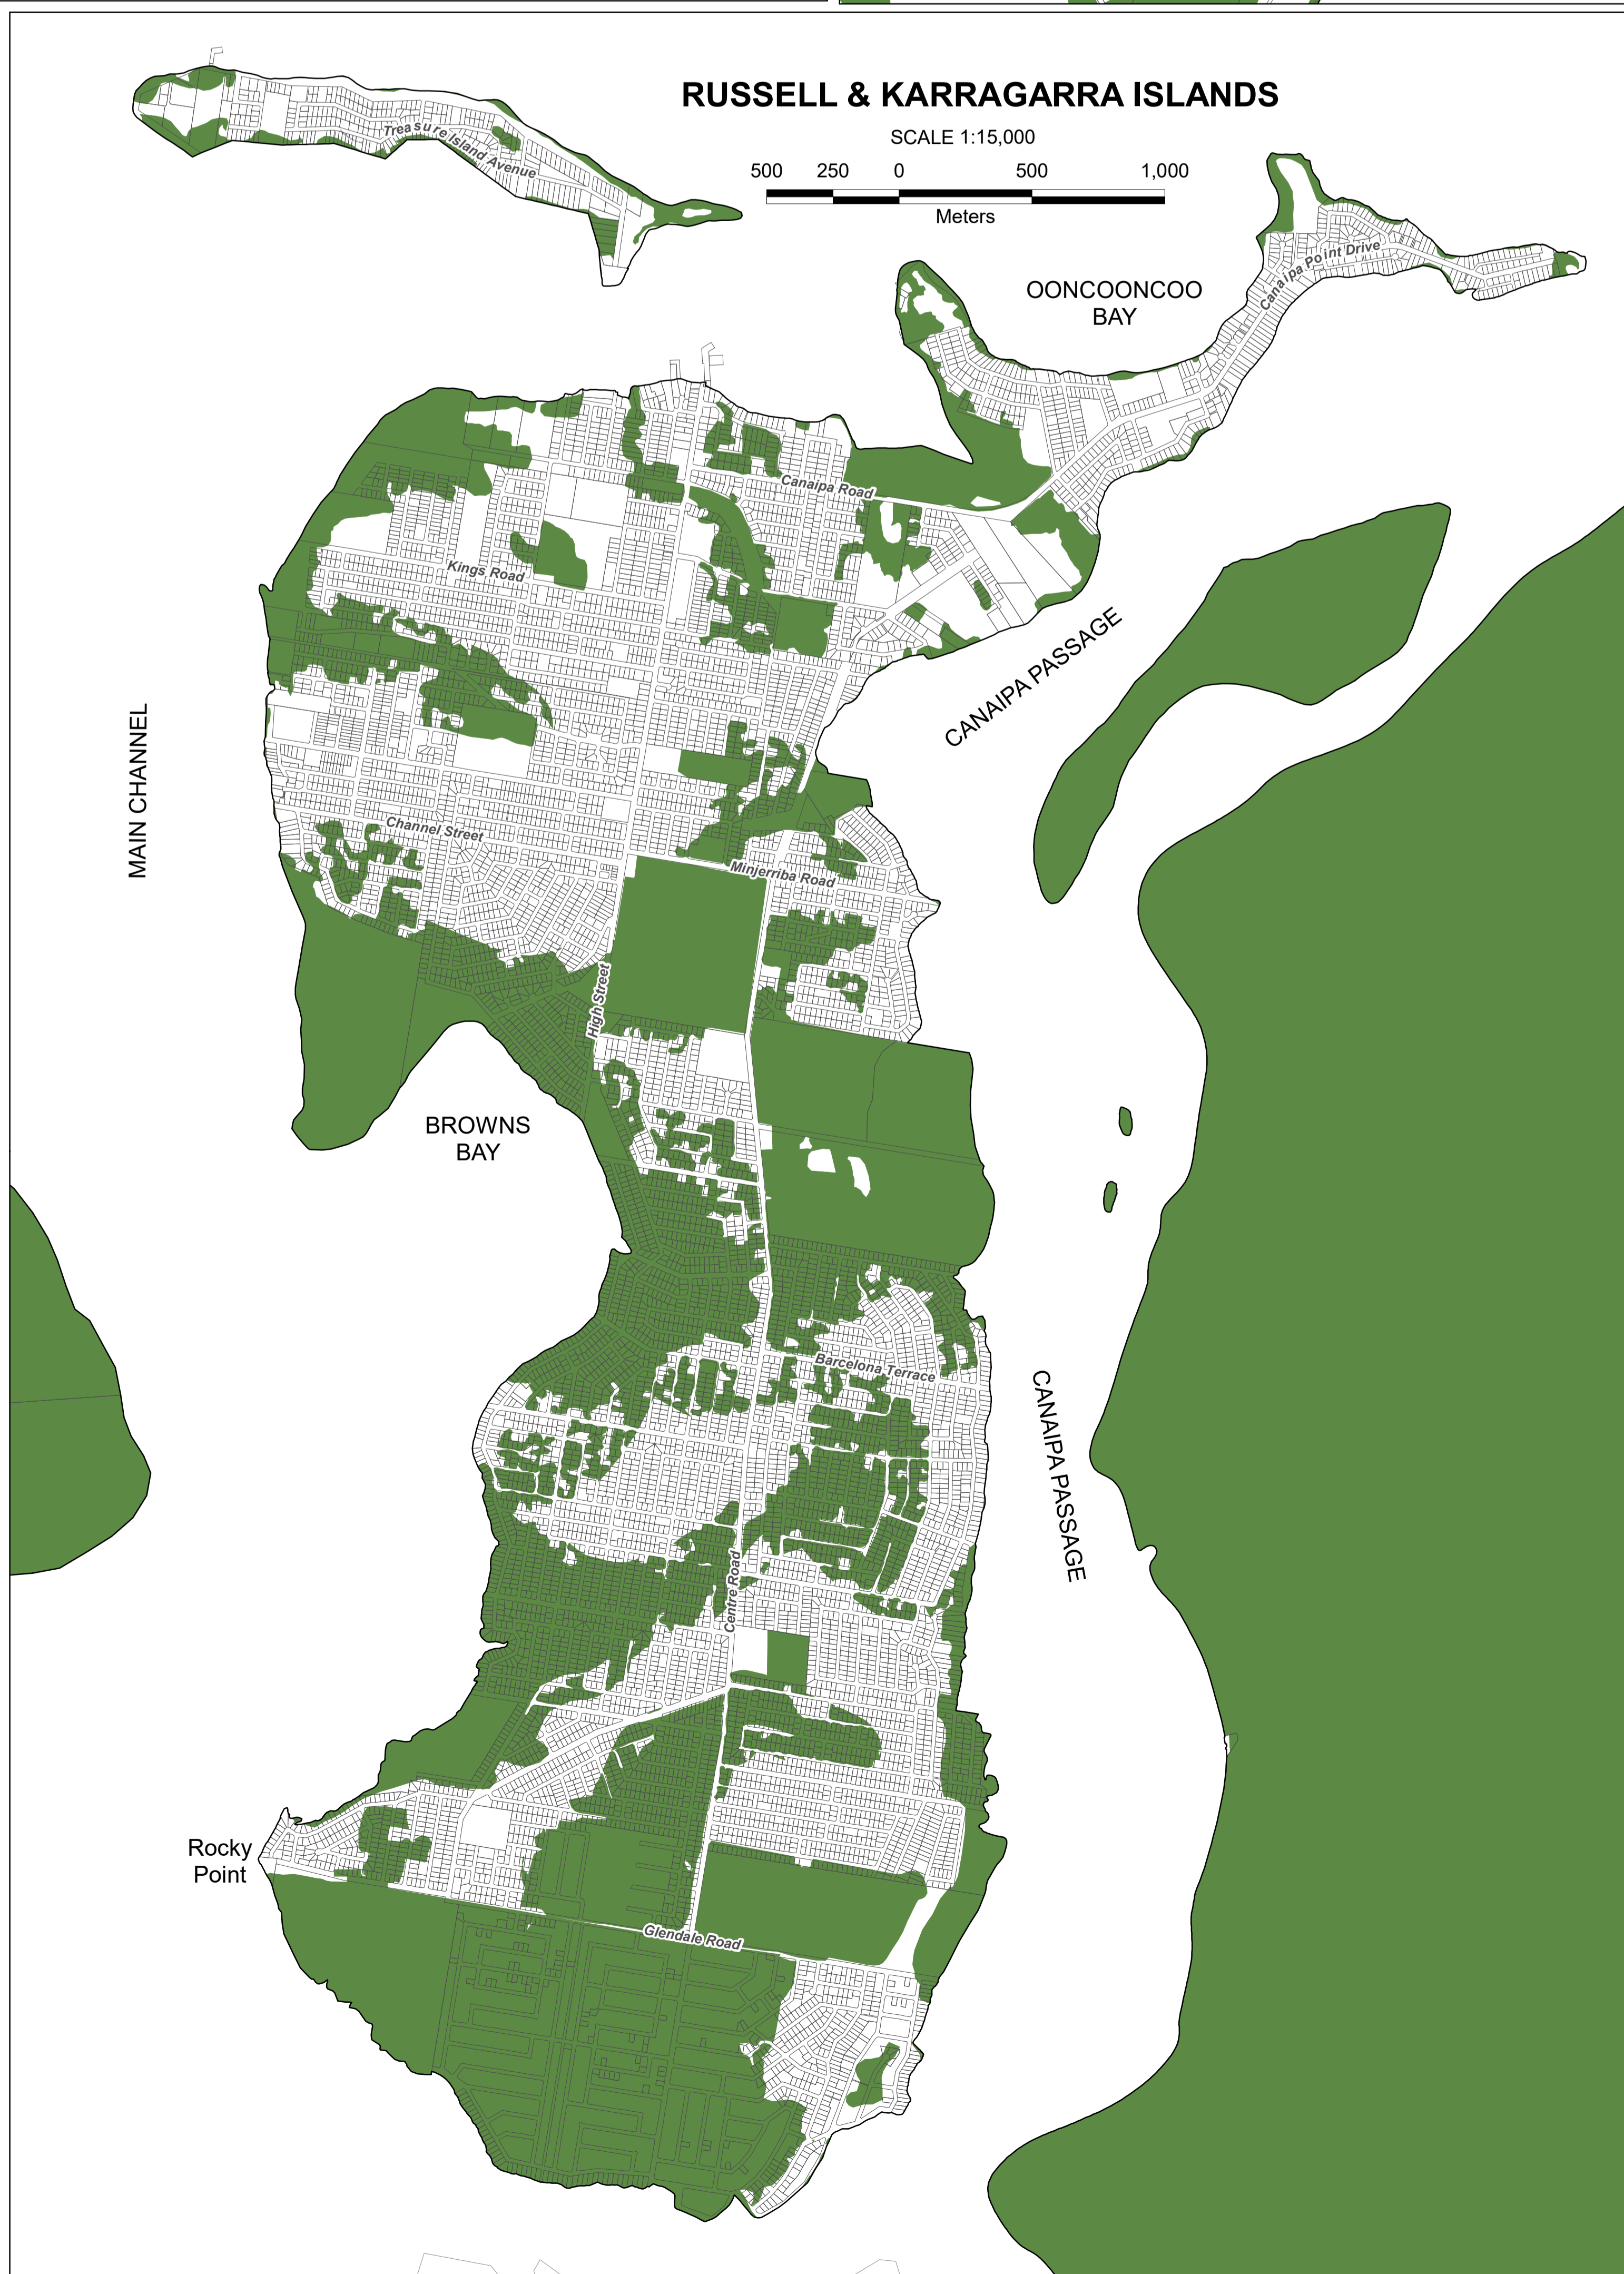 RUSSELL & KARRAGARRA ISLANDS
SCALE 1:15,000
500 250 0 500 1,000
Meters
Treasure Island Avenue
Canaipa Point Drive
OONCOONCOO
BAY
Canaipa Road
Kings Road
CANAIPA PASSAGE
MAIN CHANNEL
Channel Street
Minjerriba Road
High Street
BROWNS
BAY
Barcelona Terrace
CANAIPA PASSAGE
Centre Road
Rocky
Point
Glendale Road